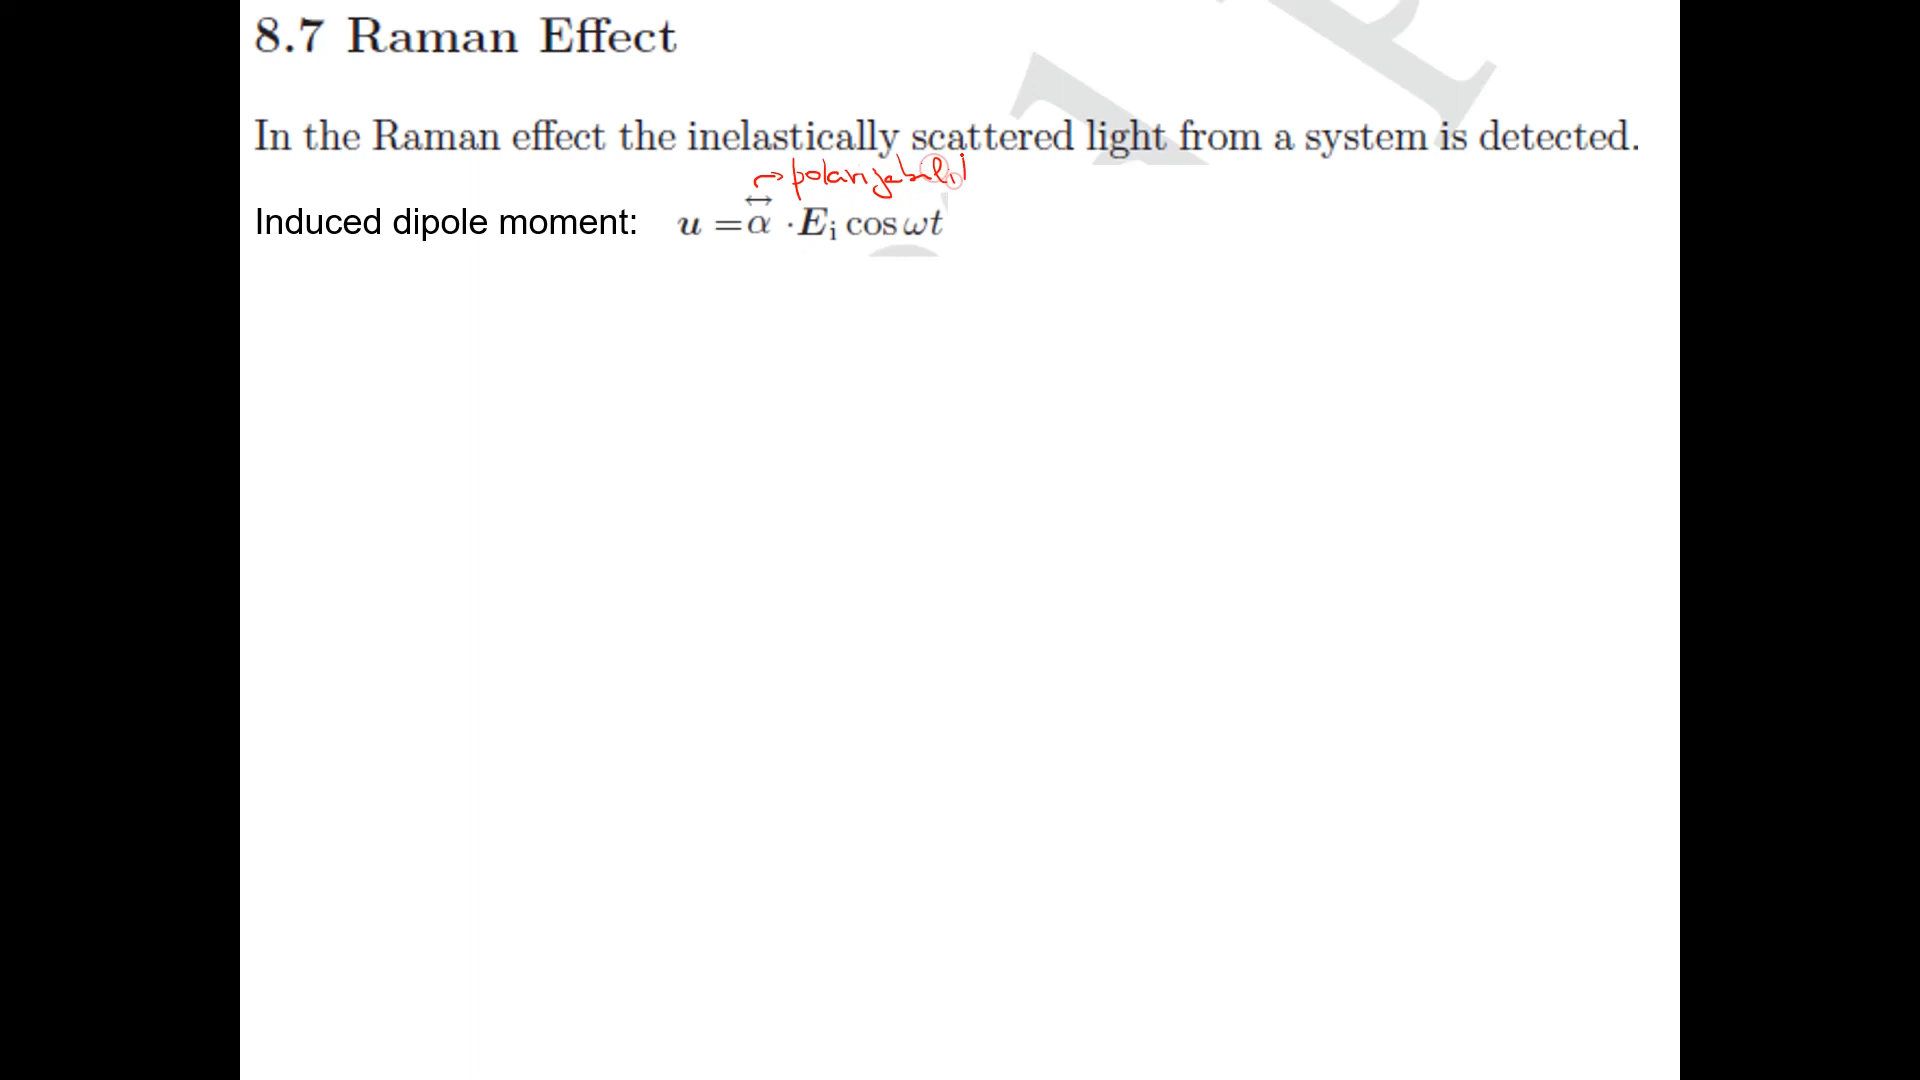 8.7 Raman Effect
In the Raman effect the inelastically scattered light from a system is detected.
Induced dipole moment: u = α⃡ · E_i cos ωt